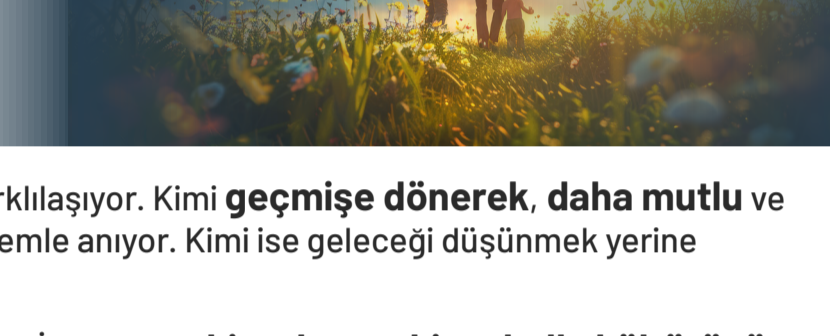 rklılaşıyor. Kimi geçmişe dönerek, daha mutlu ve
emle anıyor. Kimi ise geleceği düşünmek yerine